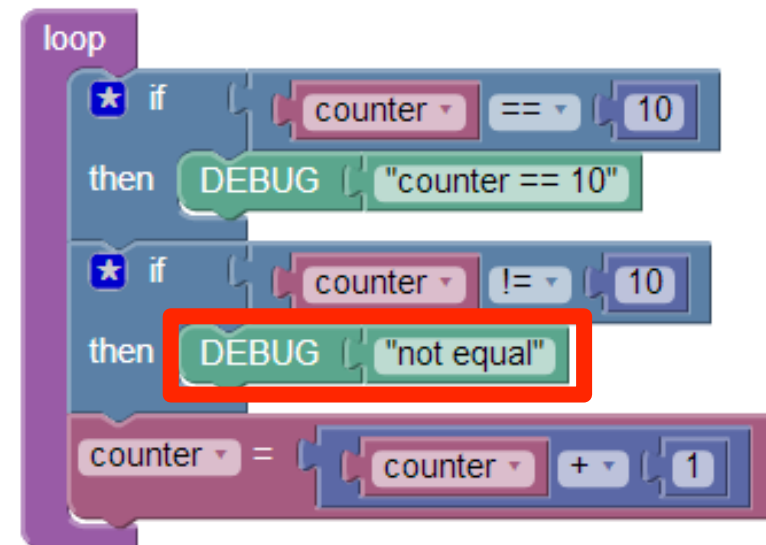 loop
if counter == 10
then DEBUG "counter == 10"
if counter != 10
then DEBUG "not equal"
counter = counter + 1